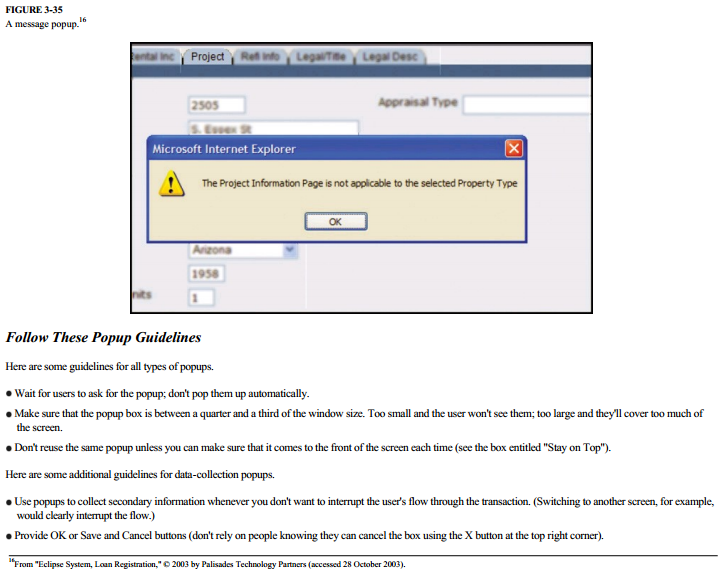 FIGURE 3-35
A message popup.16
Rental Inc Project Refi Info Legal/Title Legal Desc
2505 Appraisal Type
S. Essex St
Microsoft Internet Explorer
The Project Information Page is not applicable to the selected Property Type
OK
Arizona
1958
nits 1
Follow These Popup Guidelines
Here are some guidelines for all types of popups.
● Wait for users to ask for the popup; don't pop them up automatically.
● Make sure that the popup box is between a quarter and a third of the window size. Too small and the user won't see them; too large and they'll cover too much of
the screen.
● Don't reuse the same popup unless you can make sure that it comes to the front of the screen each time (see the box entitled "Stay on Top").
Here are some additional guidelines for data-collection popups.
● Use popups to collect secondary information whenever you don't want to interrupt the user's flow through the transaction. (Switching to another screen, for example,
would clearly interrupt the flow.)
● Provide OK or Save and Cancel buttons (don't rely on people knowing they can cancel the box using the X button at the top right corner).
16From "Eclipse System, Loan Registration," © 2003 by Palisades Technology Partners (accessed 28 October 2003).